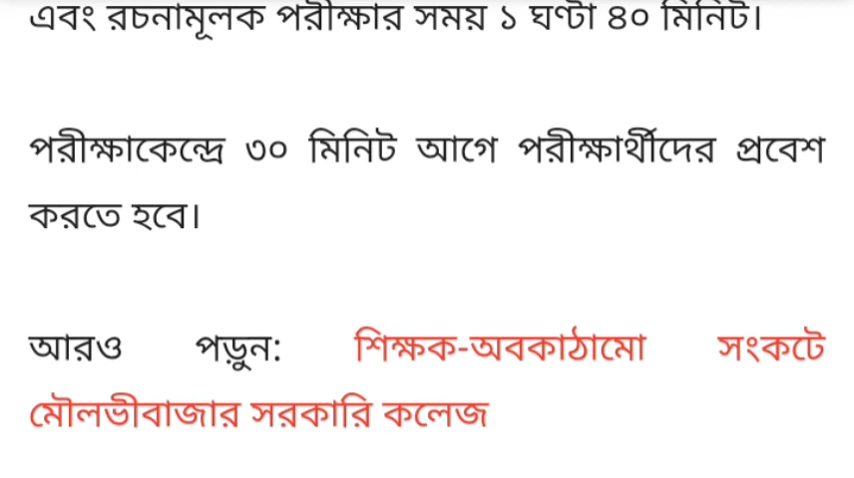 এবং রচনামূলক পরীক্ষার সময় ১ ঘণ্টা ৪০ মিনিট।
পরীক্ষাকেন্দ্রে ৩০ মিনিট আগে পরীক্ষার্থীদের প্রবেশ
করতে হবে।
আরও পড়ুন: শিক্ষক-অবকাঠামো সংকটে
মৌলভীবাজার সরকারি কলেজ